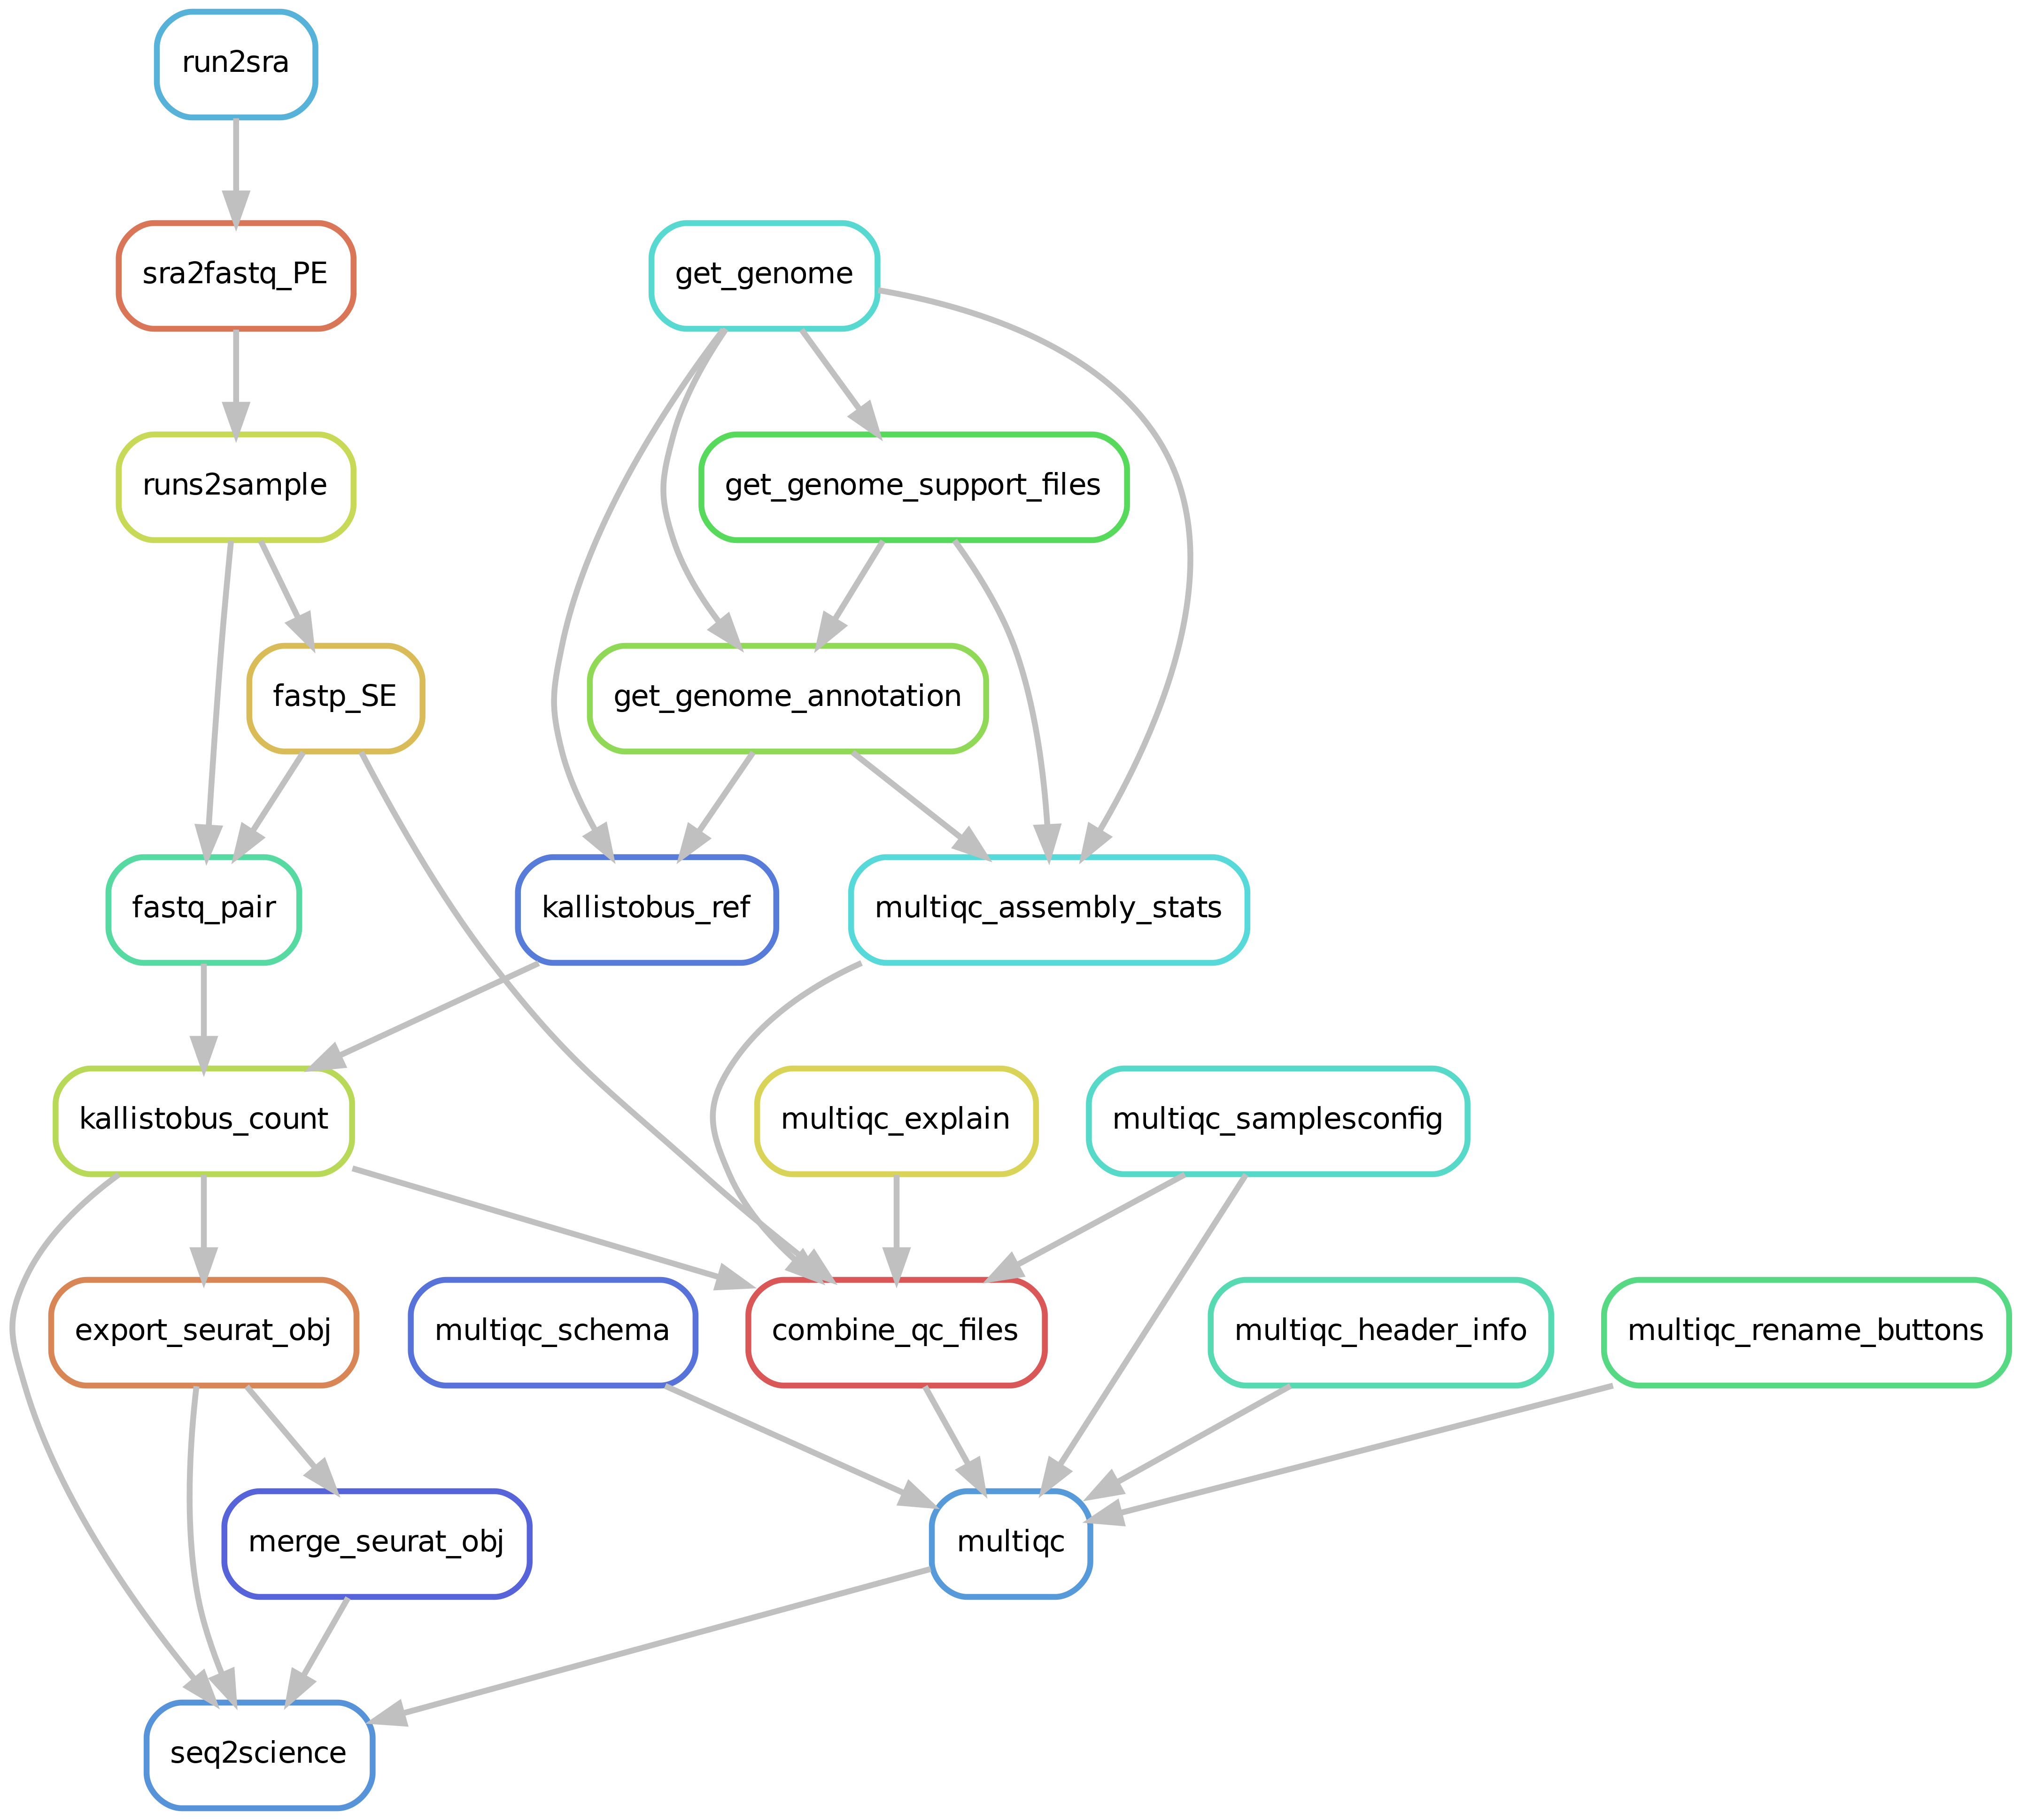 run2sra
sra2fastq_PE
get_genome
runs2sample
get_genome_support_files
fastp_SE
get_genome_annotation
fastq_pair
kallistobus_ref
multiqc_assembly_stats
kallistobus_count
multiqc_explain
multiqc_samplesconfig
export_seurat_obj
multiqc_schema
combine_qc_files
multiqc_header_info
multiqc_rename_buttons
merge_seurat_obj
multiqc
seq2science